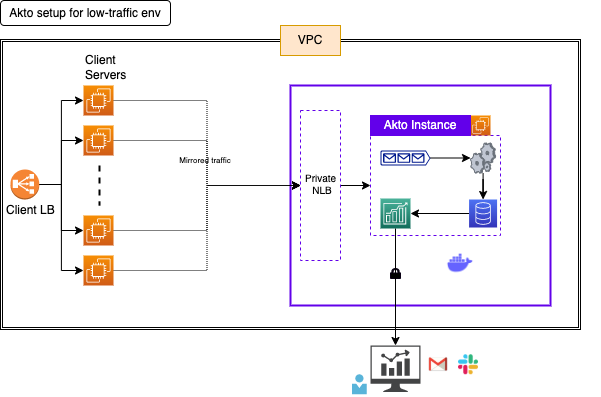 Akto setup for low-traffic env
VPC
Client
Servers
Akto Instance
Mirrored traffic
Private
NLB
Client LB